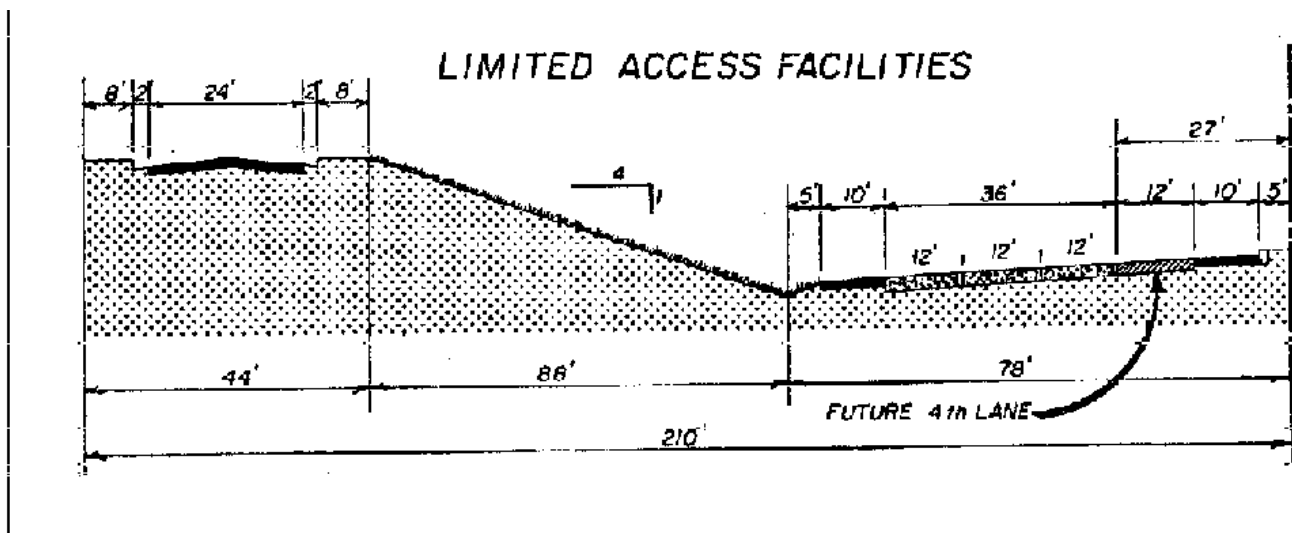 LIMITED ACCESS FACILITIES
8' 2' 24' 2' 8'
27'
4
1
5' 10' 36' 12' 10' 5'
12' 12' 12'
44' 88' 78'
FUTURE 4th LANE
210'